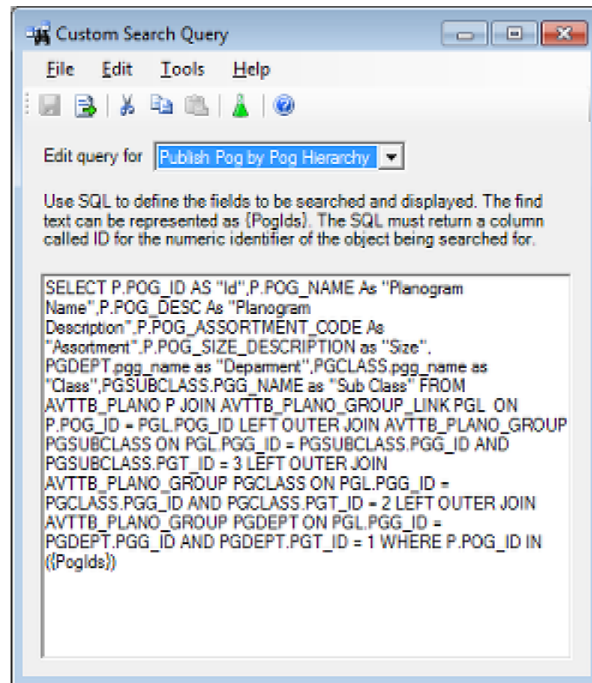 Custom Search Query
File Edit Tools Help
Edit query for Publish Pog by Pog Hierarchy
Use SQL to define the fields to be searched and displayed. The find
text can be represented as {PogIds}. The SQL must return a column
called ID for the numeric identifier of the object being searched for.
SELECT P.POG_ID AS "Id",P.POG_NAME As "Planogram
Name",P.POG_DESC As "Planogram
Description",P.POG_ASSORTMENT_CODE As
"Assortment",P.POG_SIZE_DESCRIPTION as "Size",
PGDEPT.pgg_name as "Deparment",PGCLASS.pgg_name as
"Class",PGSUBCLASS.PGG_NAME as "Sub Class" FROM
AVTTB_PLANO P JOIN AVTTB_PLANO_GROUP_LINK PGL ON
P.POG_ID = PGL.POG_ID LEFT OUTER JOIN AVTTB_PLANO_GROUP
PGSUBCLASS ON PGL.PGG_ID = PGSUBCLASS.PGG_ID AND
PGSUBCLASS.PGT_ID = 3 LEFT OUTER JOIN
AVTTB_PLANO_GROUP PGCLASS ON PGL.PGG_ID =
PGCLASS.PGG_ID AND PGCLASS.PGT_ID = 2 LEFT OUTER JOIN
AVTTB_PLANO_GROUP PGDEPT ON PGL.PGG_ID =
PGDEPT.PGG_ID AND PGDEPT.PGT_ID = 1 WHERE P.POG_ID IN
({PogIds})